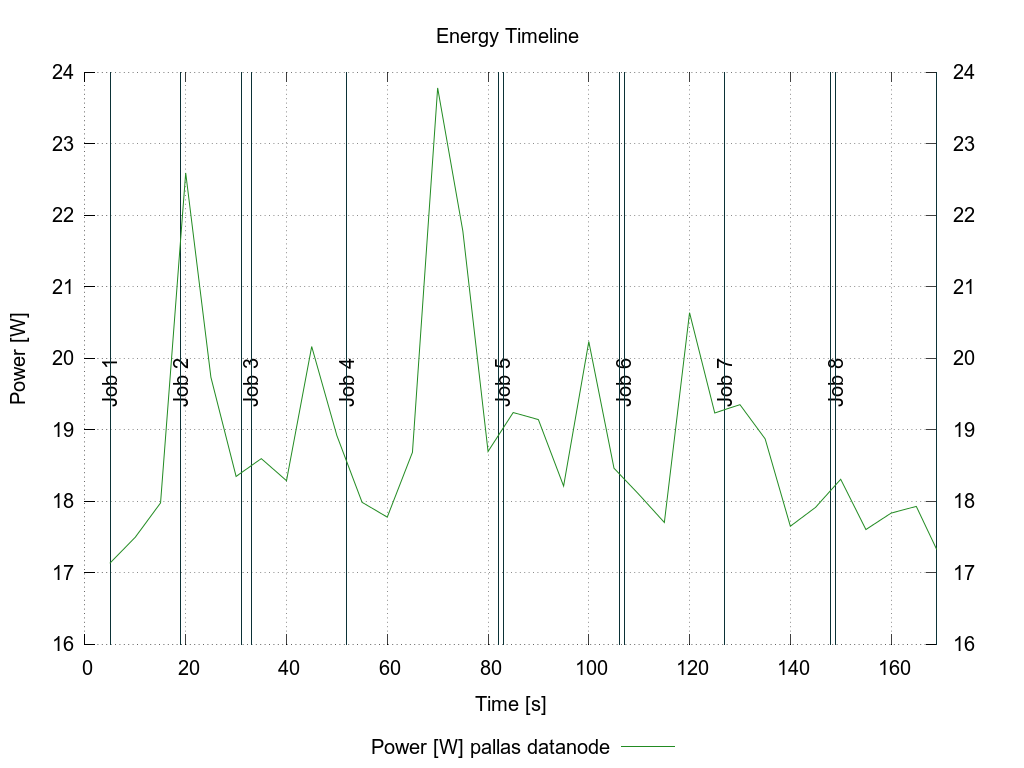 Energy Timeline
24 24
23 23
22 22
21 21
20 20
19 19
18 18
17 17
16 16
Power [W]
Job 1
Job 2
Job 3
Job 4
Job 5
Job 6
Job 7
Job 8
0 20 40 60 80 100 120 140 160
Time [s]
Power [W] pallas datanode